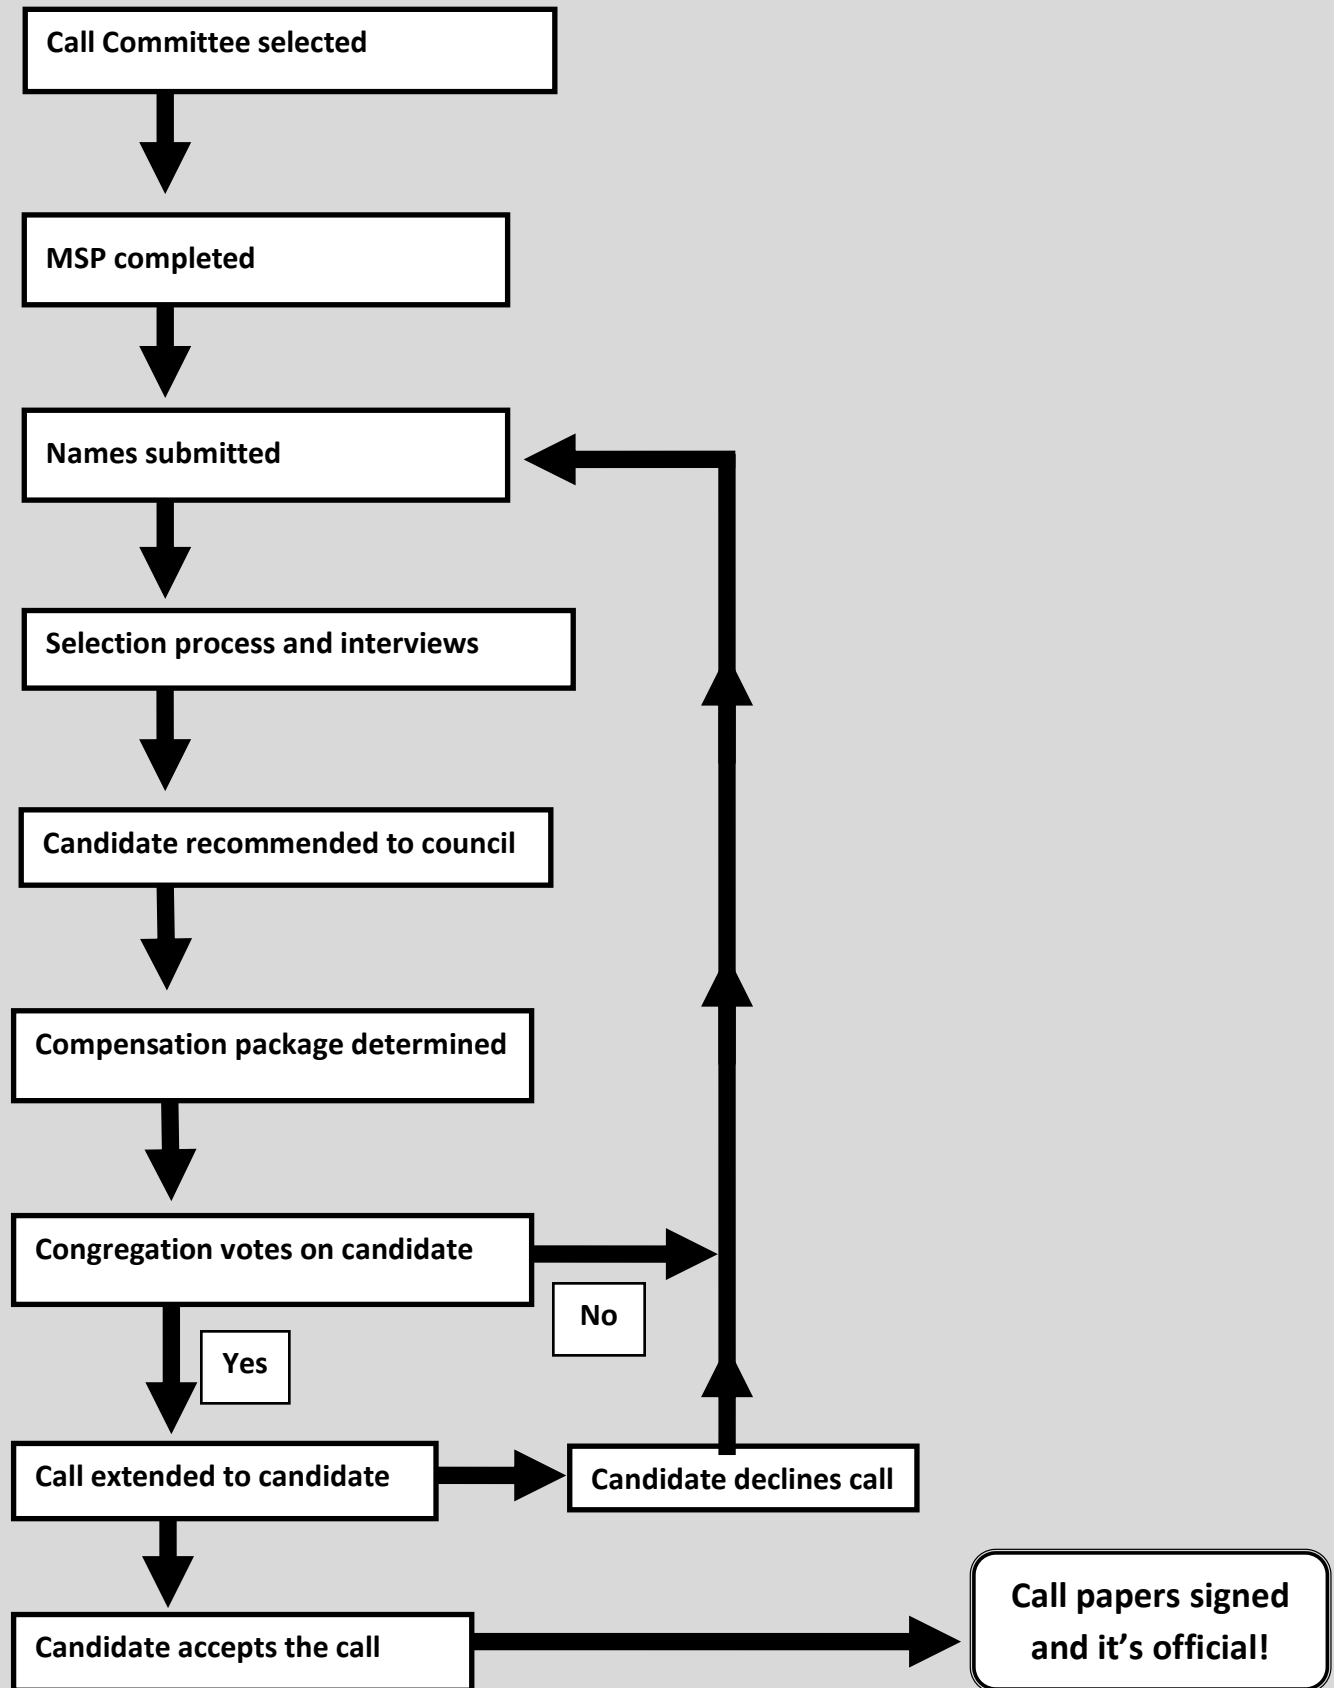 Call Committee selected
MSP completed
Names submitted
Selection process and interviews
Candidate recommended to council
Compensation package determined
Congregation votes on candidate
No
Yes
Call extended to candidate
Candidate declines call
Candidate accepts the call
Call papers signed
and it’s official!